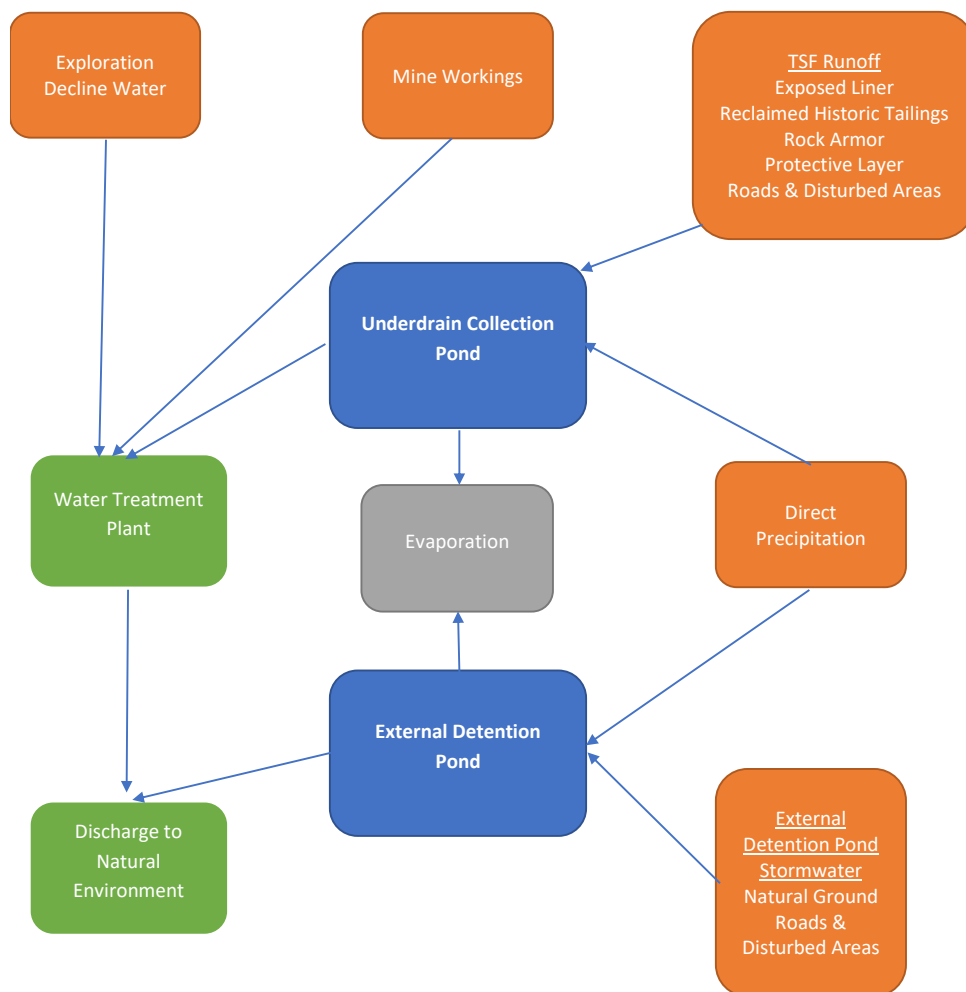 Exploration
Decline Water
Mine Workings
TSF Runoff
Exposed Liner
Reclaimed Historic Tailings
Rock Armor
Protective Layer
Roads & Disturbed Areas
Underdrain Collection
Pond
Water Treatment
Plant
Evaporation
Direct
Precipitation
External Detention
Pond
Discharge to
Natural
Environment
External
Detention Pond
Stormwater
Natural Ground
Roads &
Disturbed Areas